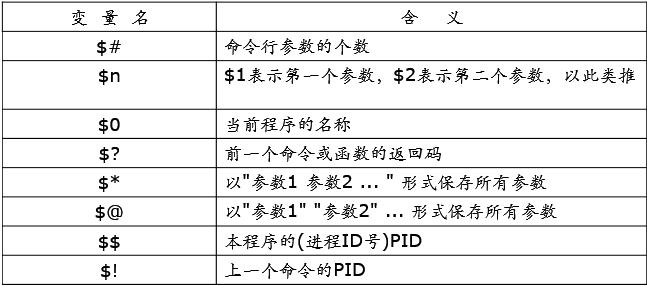 变 量 名 含 义
$# 命令行参数的个数
$n $1表示第一个参数，$2表示第二个参数，以此类推
$0 当前程序的名称
$? 前一个命令或函数的返回码
$* 以"参数1 参数2 ... " 形式保存所有参数
$@ 以"参数1" "参数2" ... 形式保存所有参数
$$ 本程序的(进程ID号)PID
$! 上一个命令的PID